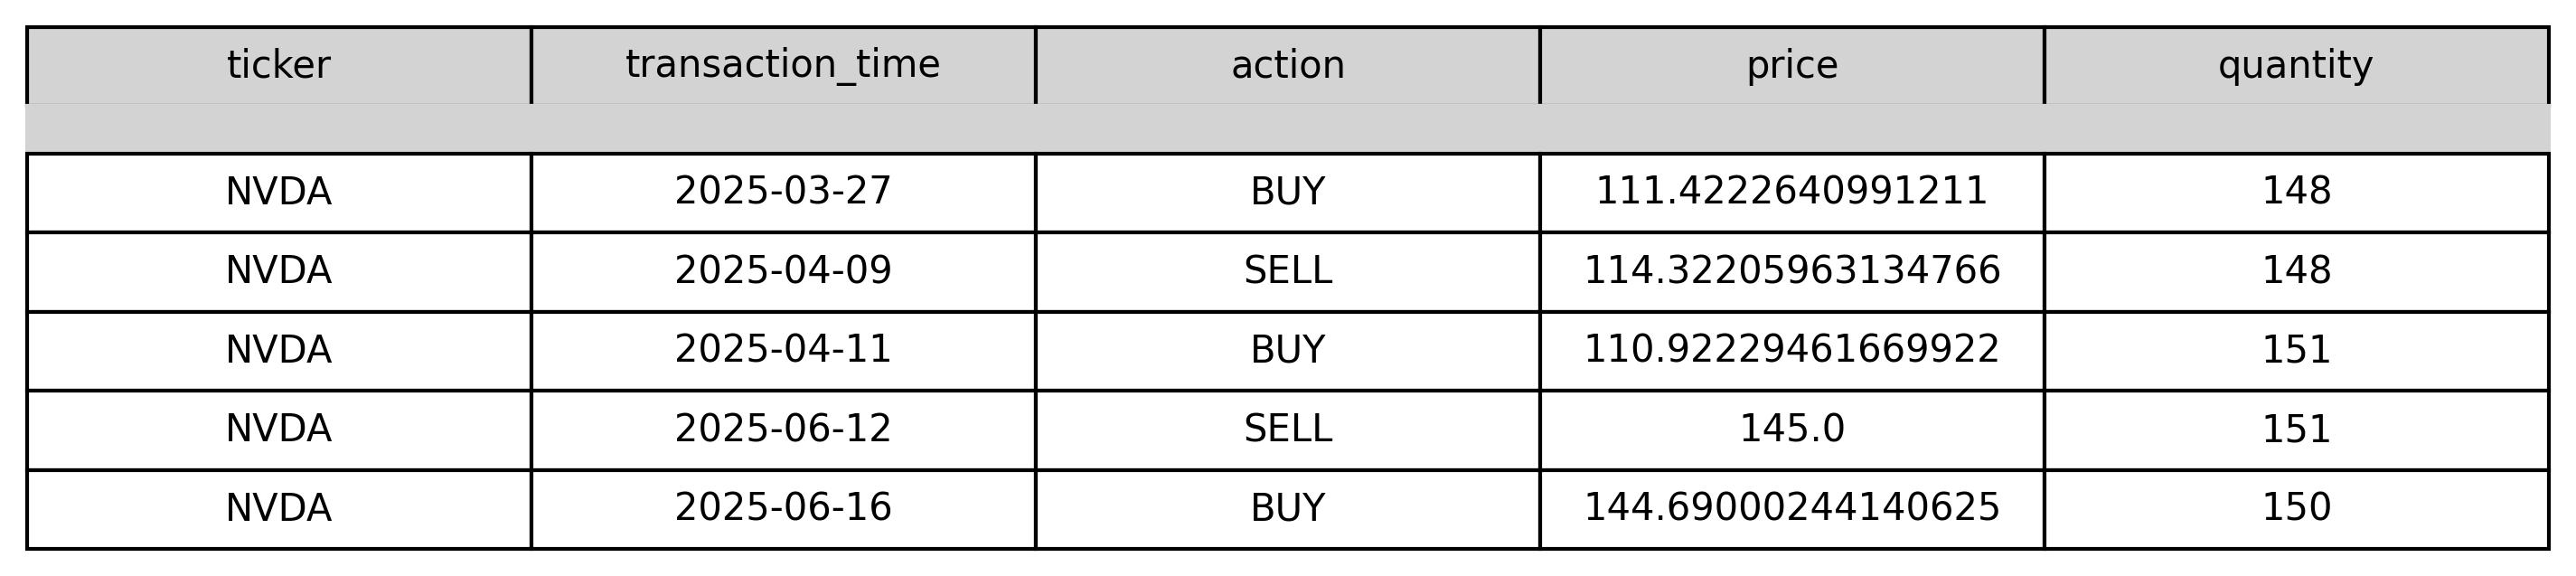 ticker transaction_time action price quantity
NVDA 2025-03-27 BUY 111.4222640991211 148
NVDA 2025-04-09 SELL 114.32205963134766 148
NVDA 2025-04-11 BUY 110.92229461669922 151
NVDA 2025-06-12 SELL 145.0 151
NVDA 2025-06-16 BUY 144.69000244140625 150